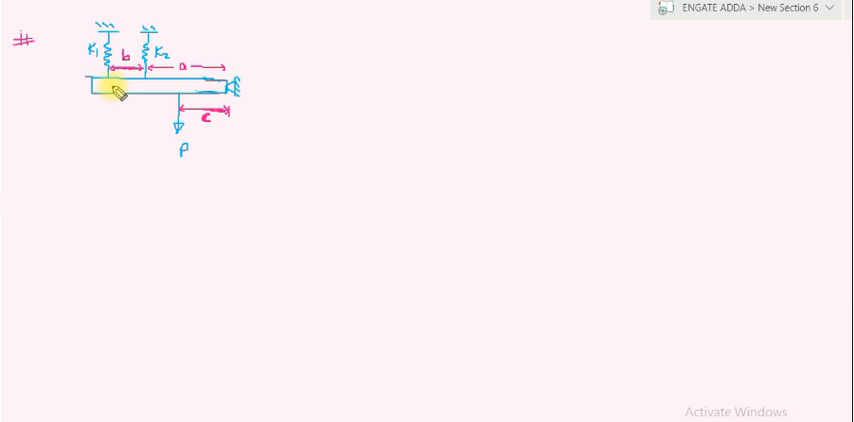 ENGATE ADDA > New Section 6
#
K1 K2
b a
c
P
Activate Windows